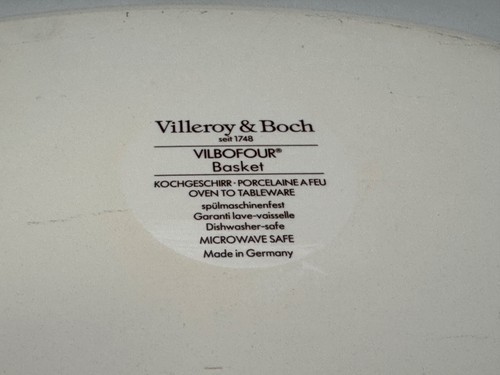 Villeroy & Boch
seit 1748
VILBOFOUR®
Basket
KOCHGESCHIRR · PORCELAINE A FEU
OVEN TO TABLEWARE
spülmaschinenfest
Garanti lave-vaisselle
Dishwasher-safe
MICROWAVE SAFE
Made in Germany